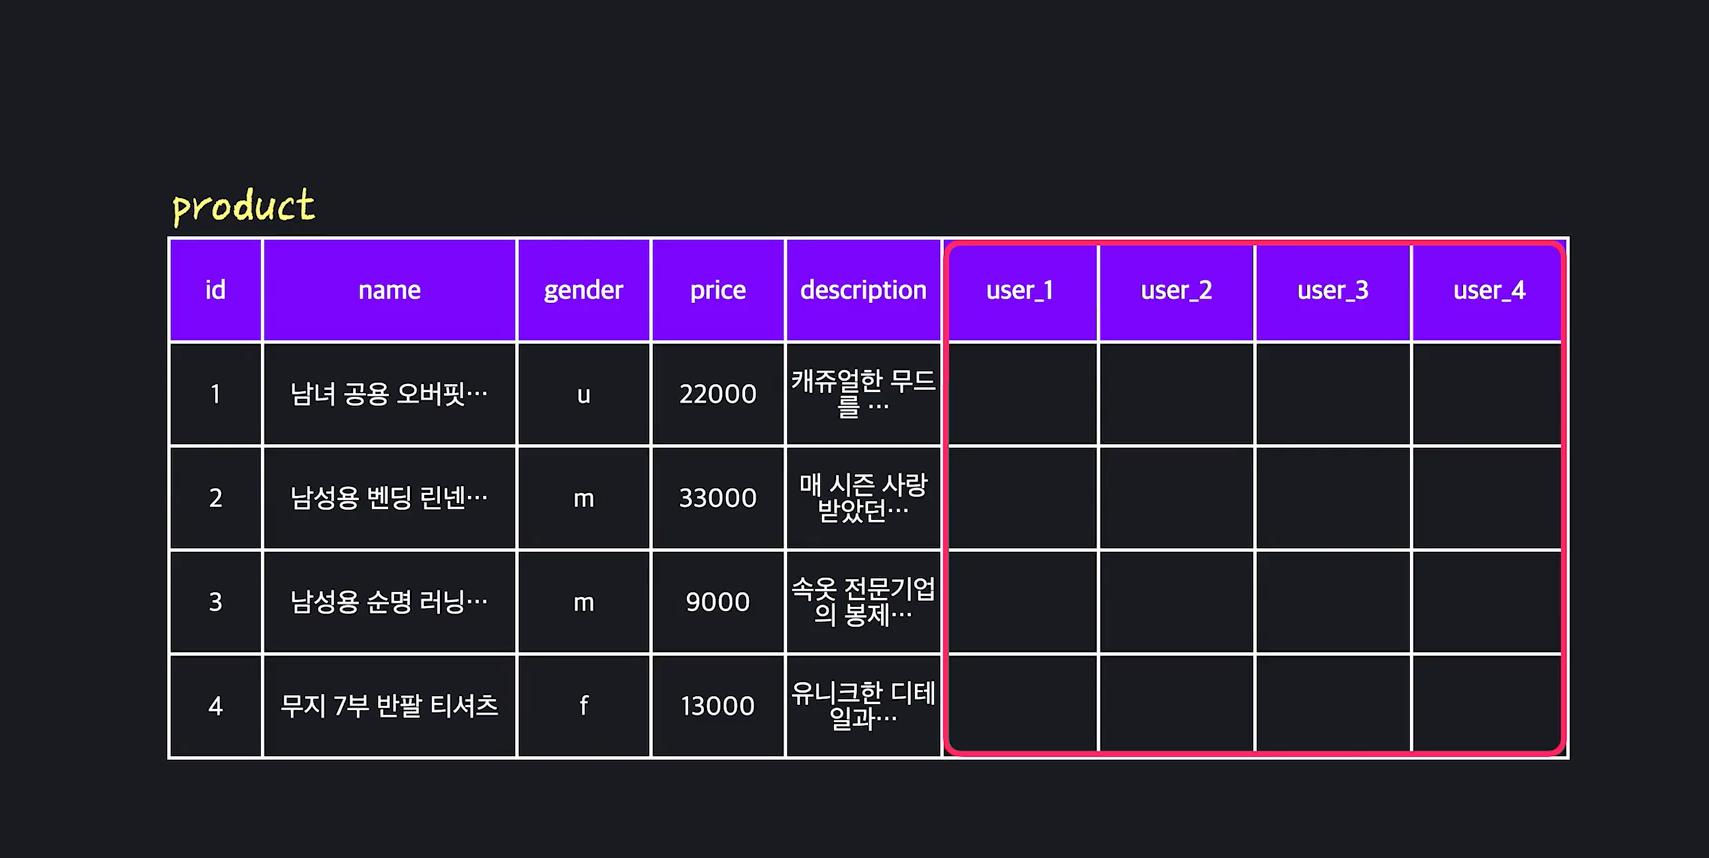 product
id name gender price description user_1 user_2 user_3 user_4
1 남녀 공용 오버핏… u 22000 캐쥬얼한 무드
를 …
2 남성용 벤딩 린넨… m 33000 매 시즌 사랑
받았던…
3 남성용 순명 러닝… m 9000 속옷 전문기업
의 봉제…
4 무지 7부 반팔 티셔츠 f 13000 유니크한 디테
일과…